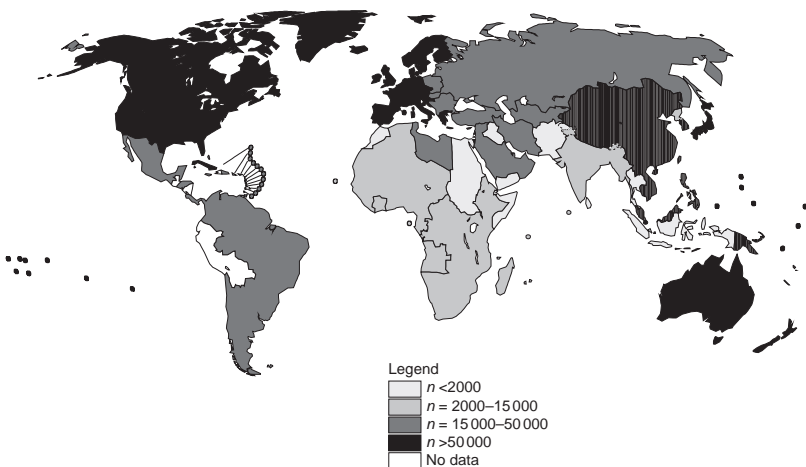 Legend
n <2000
n = 2000–15 000
n = 15 000–50 000
n >50 000
No data